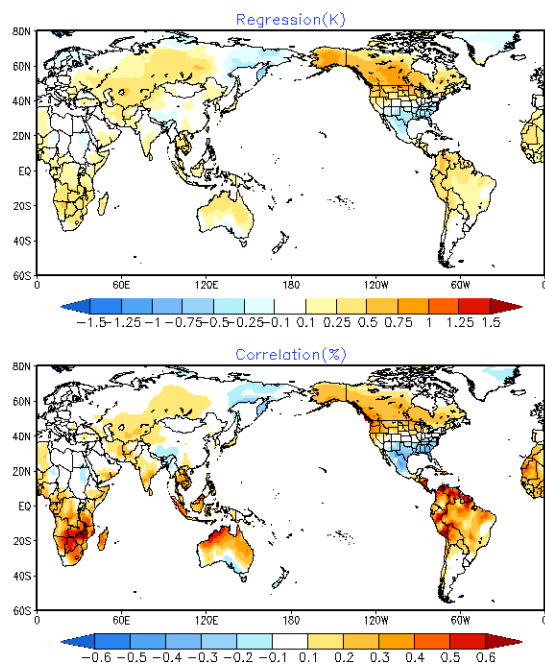 Regression(K)
80N
60N
40N
20N
EQ
20S
40S
60S
0 60E 120E 180 120W 60W 0
-1.5 -1.25 -1 -0.75 -0.5 -0.25 -0.1 0.1 0.25 0.5 0.75 1 1.25 1.5
Correlation(%)
80N
60N
40N
20N
EQ
20S
40S
60S
0 60E 120E 180 120W 60W 0
-0.6 -0.5 -0.4 -0.3 -0.2 -0.1 0.1 0.2 0.3 0.4 0.5 0.6